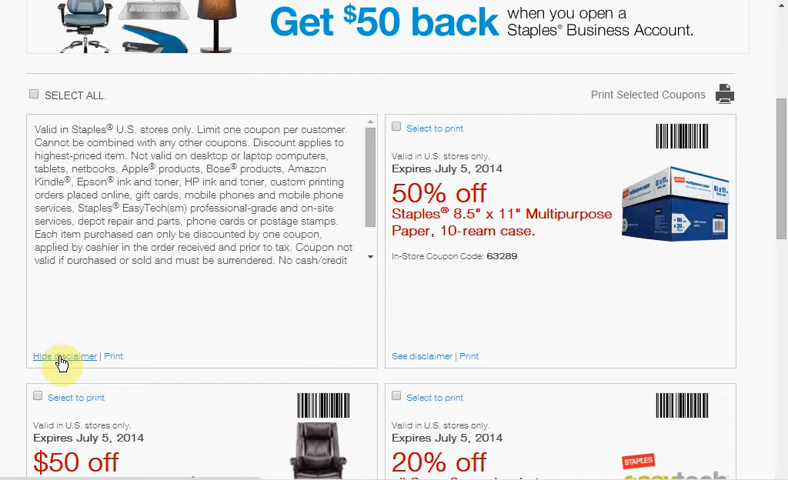 Get $50 back
when you open a
Staples® Business Account.
SELECT ALL.
Print Selected Coupons
Valid in Staples® U.S. stores only. Limit one coupon per customer.
Cannot be combined with any other coupons. Discount applies to
highest-priced item. Not valid on desktop or laptop computers,
tablets, netbooks, Apple® products, Bose® products, Amazon
Kindle®, Epson® ink and toner, HP ink and toner, custom printing
orders placed online, gift cards, mobile phones and mobile phone
services, Staples® EasyTech(sm) professional-grade and on-site
services, depot repair and parts, phone cards or postage stamps.
Each item purchased can only be discounted by one coupon,
applied by cashier in the order received and prior to tax. Coupon not
valid if purchased or sold and must be surrendered. No cash/credit
Hide disclaimer | Print
Select to print
Valid in U.S. stores only.
Expires July 5, 2014
50% off
Staples® 8.5" x 11" Multipurpose
Paper, 10-ream case.
In-Store Coupon Code: 63289
See disclaimer | Print
Select to print
Valid in U.S. stores only.
Expires July 5, 2014
$50 off
Select to print
Valid in U.S. stores only.
Expires July 5, 2014
20% off
STAPLES
easytech